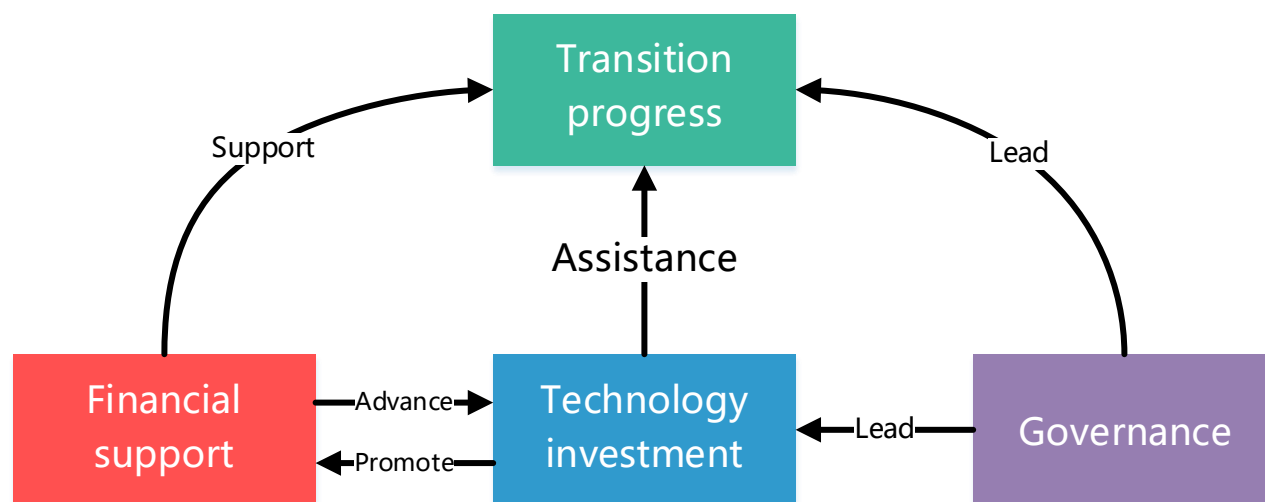 Transition
progress
Support
Lead
Assistance
Financial
support
Advance
Promote
Technology
investment
Lead
Governance